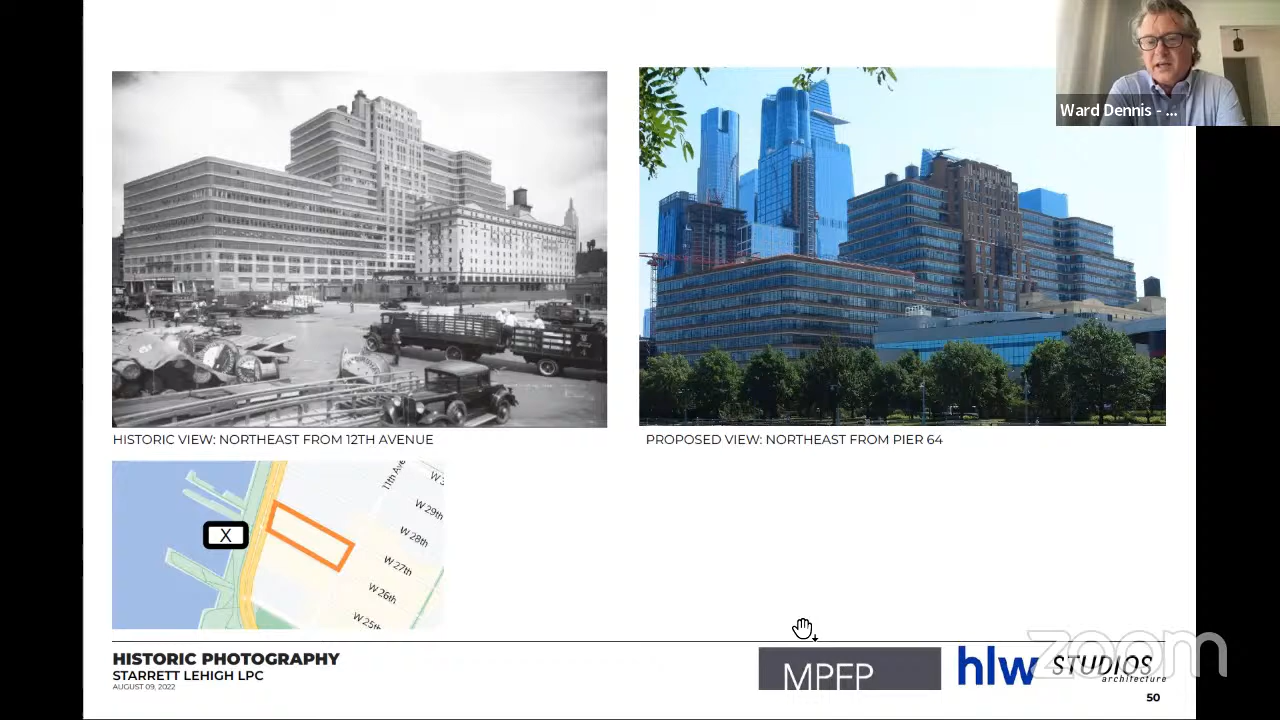 Ward Dennis - ...
HISTORIC VIEW: NORTHEAST FROM 12TH AVENUE
PROPOSED VIEW: NORTHEAST FROM PIER 64
11th Ave
W 29th
W 28th
X
W 27th
W 26th
W 25th
HISTORIC PHOTOGRAPHY
STARRETT LEHIGH LPC
AUGUST 09, 2022
MPFP
hlw
STUDIOS
architecture
zoom
50